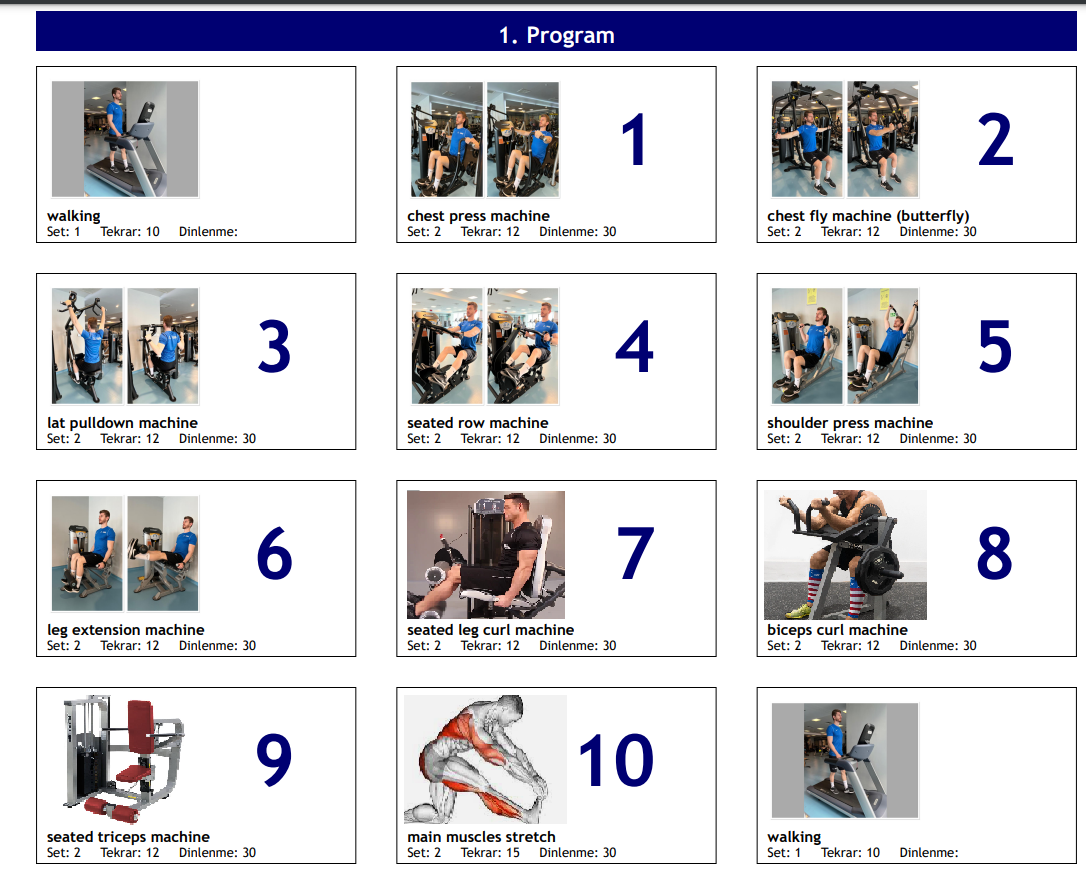 1. Program
walking
Set: 1 Tekrar: 10 Dinlenme:
1
chest press machine
Set: 2 Tekrar: 12 Dinlenme: 30
2
chest fly machine (butterfly)
Set: 2 Tekrar: 12 Dinlenme: 30
3
lat pulldown machine
Set: 2 Tekrar: 12 Dinlenme: 30
4
seated row machine
Set: 2 Tekrar: 12 Dinlenme: 30
5
shoulder press machine
Set: 2 Tekrar: 12 Dinlenme: 30
6
leg extension machine
Set: 2 Tekrar: 12 Dinlenme: 30
7
seated leg curl machine
Set: 2 Tekrar: 12 Dinlenme: 30
8
biceps curl machine
Set: 2 Tekrar: 12 Dinlenme: 30
9
seated triceps machine
Set: 2 Tekrar: 12 Dinlenme: 30
10
main muscles stretch
Set: 2 Tekrar: 15 Dinlenme: 30
walking
Set: 1 Tekrar: 10 Dinlenme: